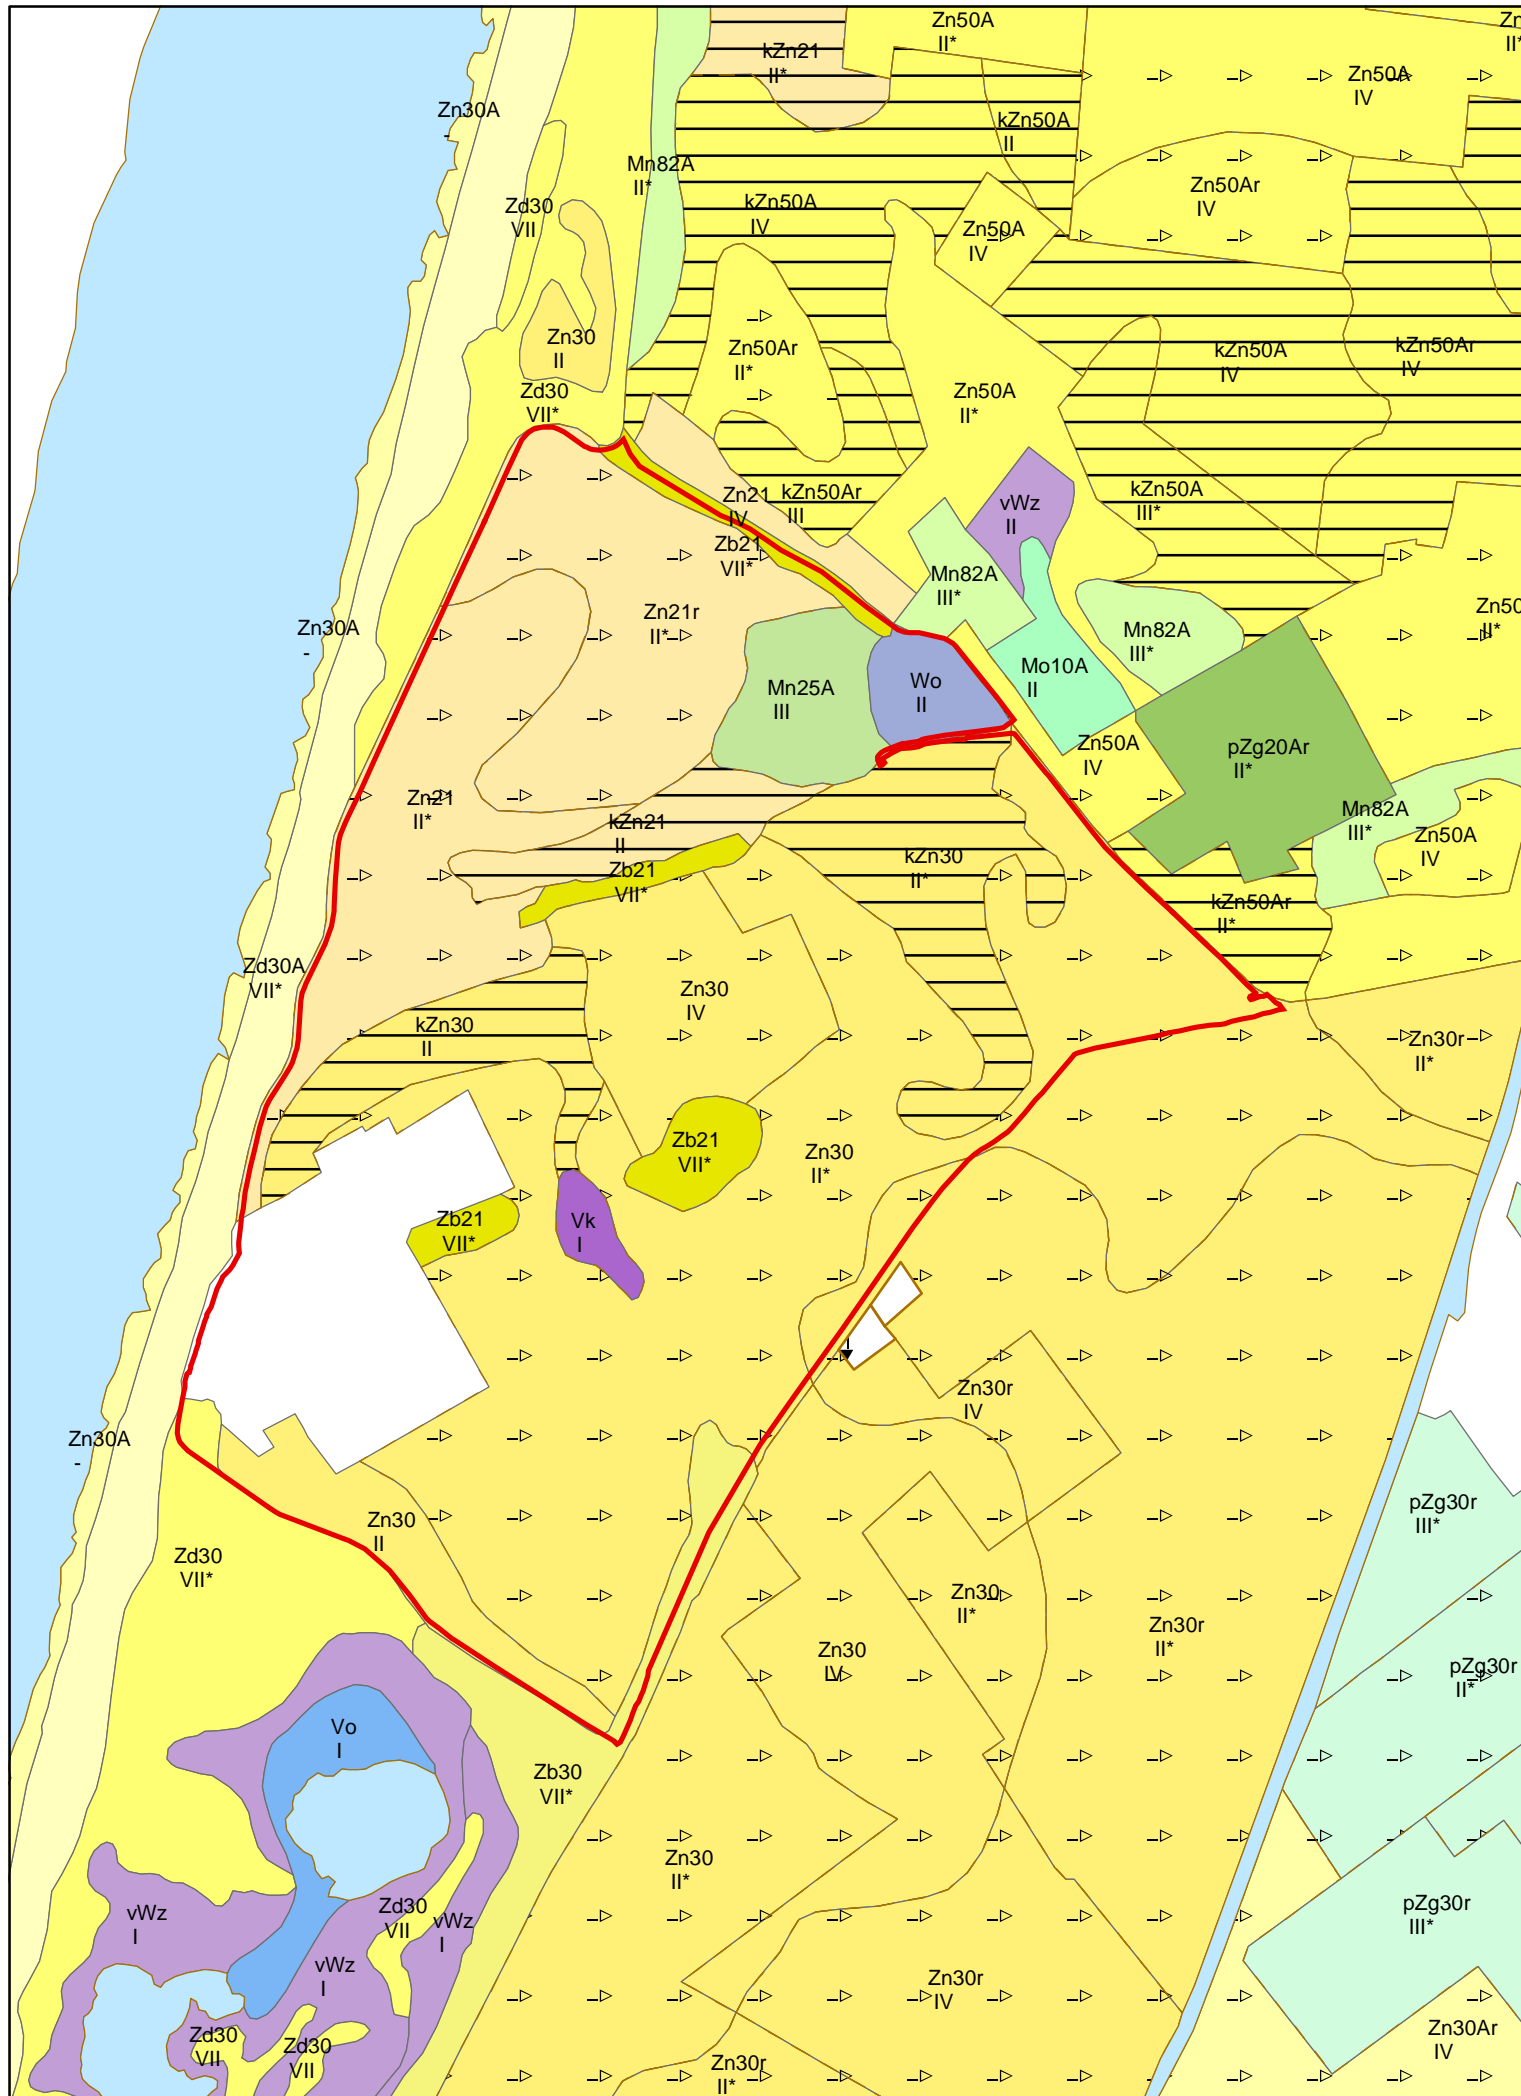 Zn50A
II*
Zn
II*
kZn21
II*
Zn50A
IV
Zn30A
-
kZn50A
II
Mn82A
II*
Zn50Ar
IV
kZn50A
IV
Zd30
VII
Zn50A
IV
Zn30
II
Zn50Ar
II*
kZn50A
IV
kZn50Ar
IV
Zd30
VII*
Zn50A
II*
Zn21
IV
kZn50Ar
III
vWz
II
kZn50A
III*
Zb21
VII*
Mn82A
III*
Zn21r
II*
Zn30A
-
Mn82A
III*
Zn50
II*
Mn25A
III
Wo
II
Mo10A
II
Zn50A
IV
pZg20Ar
II*
Zn21
II*
Mn82A
III*
kZn21
II
Zn50A
IV
Zb21
VII*
kZn30
II*
kZn50Ar
II*
Zd30A
VII*
Zn30
IV
kZn30
II
Zn30r
II*
Zb21
VII*
Zn30
II*
Zb21
VII*
Vk
I
Zn30r
IV
Zn30A
-
pZg30r
III*
Zn30
II
Zd30
VII*
Zn30
II*
Zn30r
II*
Zn30
IV
pZg30r
II*
Vo
I
Zb30
VII*
Zn30
II*
vWz
I
Zd30
VII
vWz
I
pZg30r
III*
vWz
I
Zn30r
IV
Zd30
VII
Zd30
VII
Zn30Ar
IV
Zn30r
II*